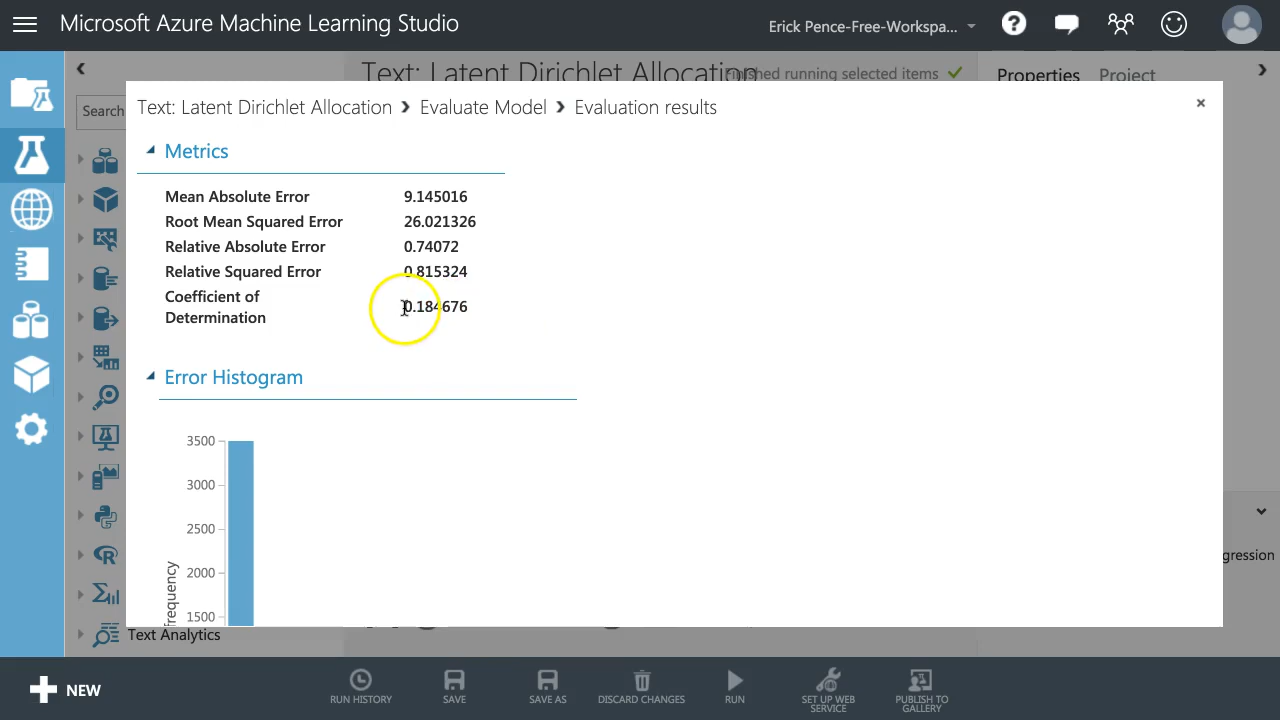 Microsoft Azure Machine Learning Studio
Erick Pence-Free-Workspa...
Text: Latent Dirichlet Allocation
Finished running selected items
Properties Project
Search
Text: Latent Dirichlet Allocation > Evaluate Model > Evaluation results
×
Metrics
Mean Absolute Error 9.145016
Root Mean Squared Error 26.021326
Relative Absolute Error 0.74072
Relative Squared Error 0.815324
Coefficient of
Determination 0.184676
Error Histogram
3500
3000
2500
2000
1500
frequency
gression
Text Analytics
NEW
RUN HISTORY
SAVE
SAVE AS
DISCARD CHANGES
RUN
SET UP WEB
SERVICE
PUBLISH TO
GALLERY